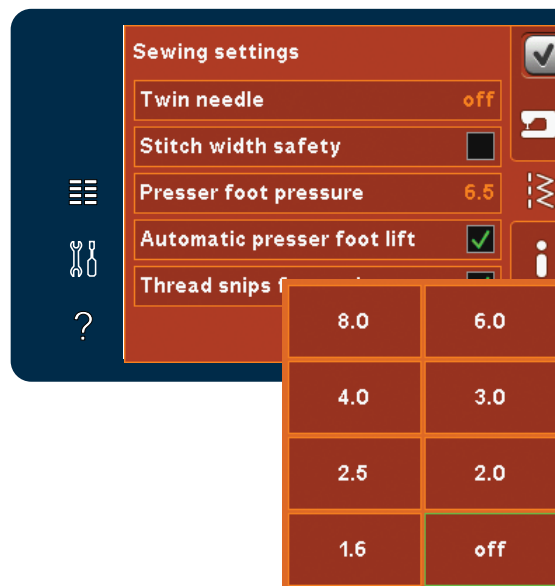 Sewing settings
Twin needle off
Stitch width safety
Presser foot pressure 6.5
Automatic presser foot lift
Thread snips
?
8.0 6.0
4.0 3.0
2.5 2.0
1.6 off